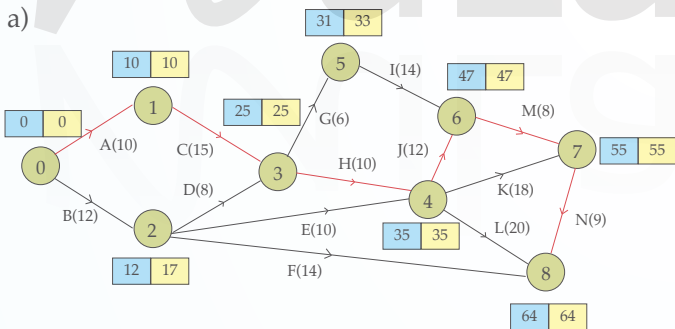 a)
31 33
5
I(14)
10 10
1
47 47
25 25
G(6)
6
M(8)
0 0
A(10)
C(15)
J(12)
7
55 55
0
3
H(10)
D(8)
K(18)
4
B(12)
2
E(10)
35 35
L(20)
N(9)
F(14)
12 17
8
64 64